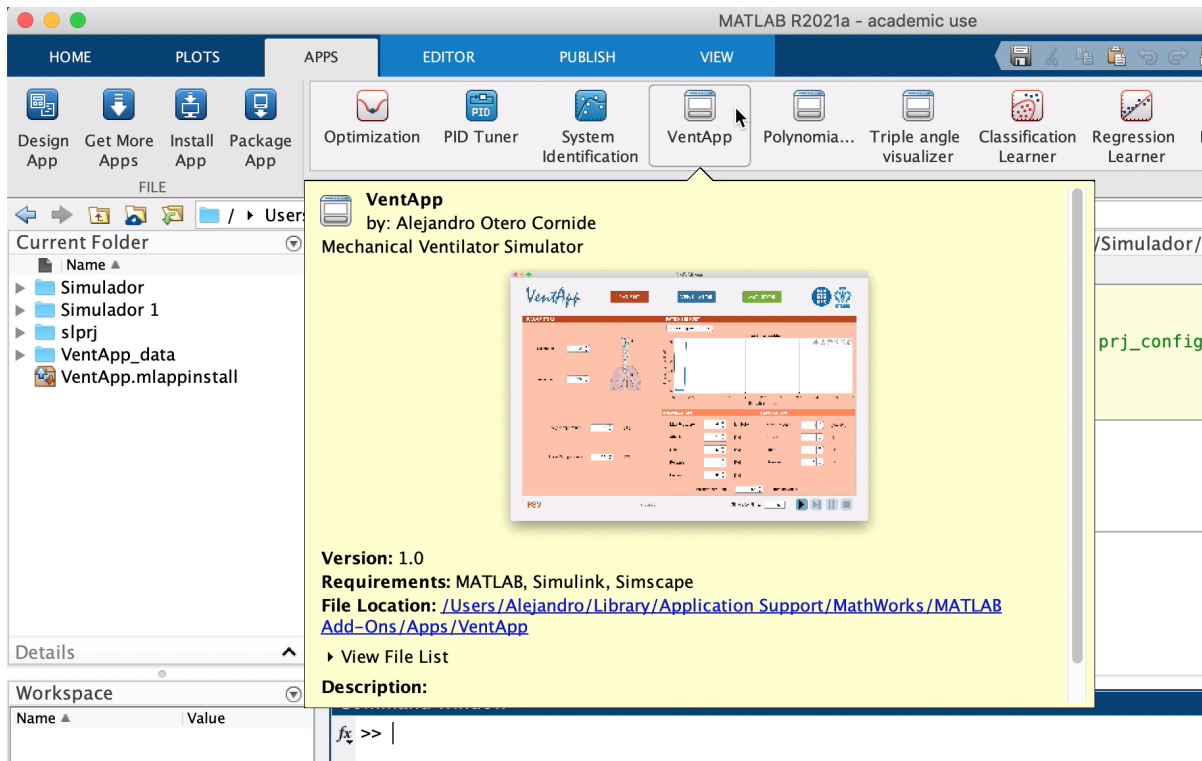 MATLAB R2021a - academic use
HOME PLOTS APPS EDITOR PUBLISH VIEW
Design App
Get More Apps
Install App
Package App
FILE
Optimization
PID
PID Tuner
System Identification
VentApp
Polynomia...
Triple angle visualizer
Classification Learner
Regression Learner
/ Users
Current Folder
Name
Simulador
Simulador 1
slprj
VentApp_data
VentApp.mlappinstall
VentApp
by: Alejandro Otero Cornide
Mechanical Ventilator Simulator
VentApp
PSV
Version: 1.0
Requirements: MATLAB, Simulink, Simscape
File Location: /Users/Alejandro/Library/Application Support/MathWorks/MATLAB
Add-Ons/Apps/VentApp
View File List
Description:
/Simulador/
prj_config
Details
Workspace
Name Value
fx >>